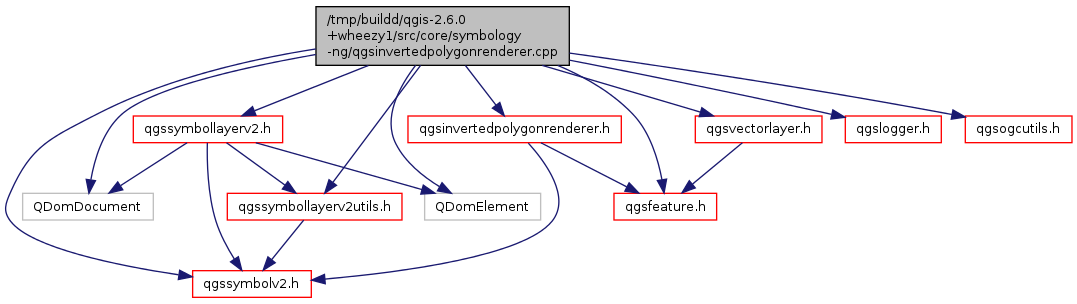 /tmp/buildd/qgis-2.6.0
+wheezy1/src/core/symbology
-ng/qgsinvertedpolygonrenderer.cpp
qgssymbollayerv2.h
qgsinvertedpolygonrenderer.h
qgsvectorlayer.h
qgslogger.h
qgsogcutils.h
QDomDocument
qgssymbollayerv2utils.h
QDomElement
qgsfeature.h
qgssymbolv2.h